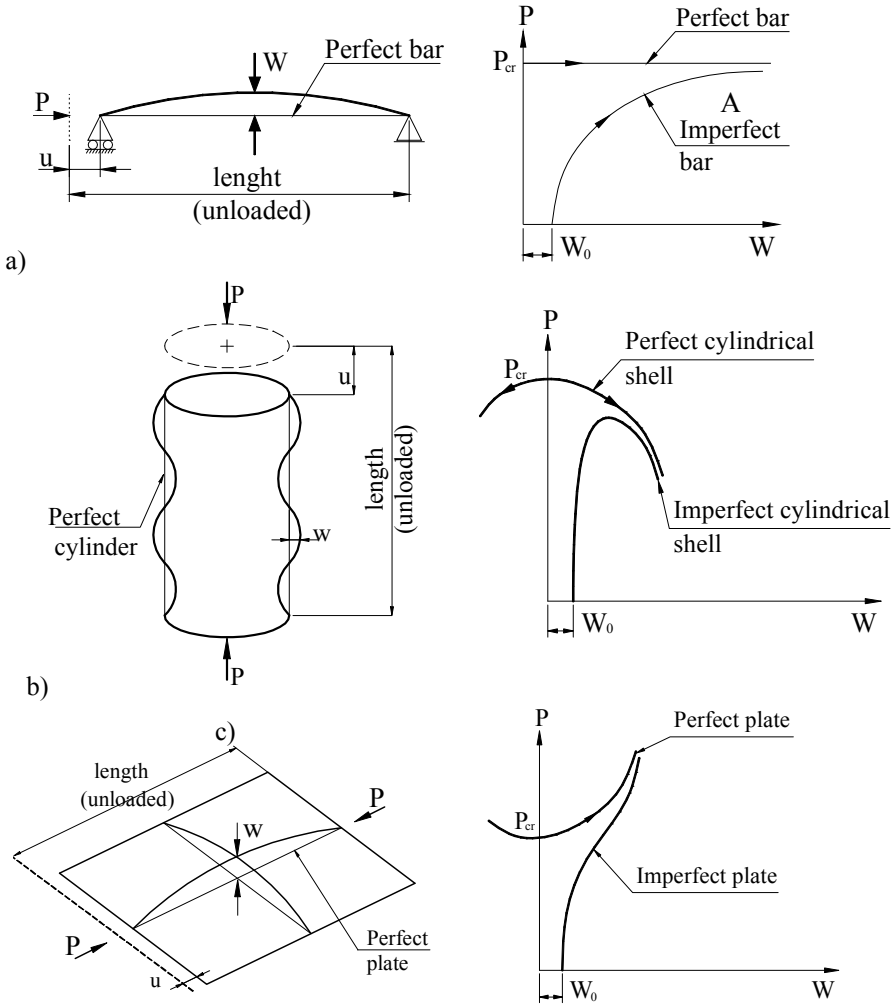 W
Perfect bar
P
u
lenght
(unloaded)
P
Pcr
Perfect bar
A
Imperfect
bar
W0
W
a)
P
u
length
(unloaded)
Perfect
cylinder
w
P
P
Pcr
Perfect cylindrical
shell
Imperfect cylindrical
shell
W0
W
b)
c)
length
(unloaded)
P
w
P
u
Perfect
plate
P
Pcr
Perfect plate
Imperfect plate
W0
W